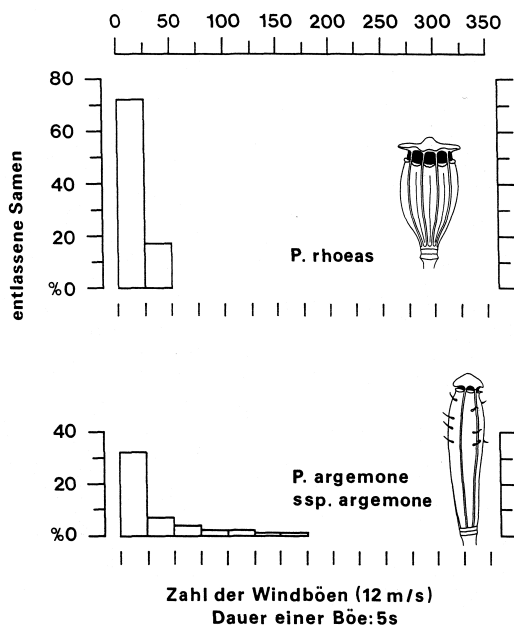 0 50 100 150 200 250 300 350
80
60
40
20
%0
entlassene Samen
P. rhoeas
40
20
%0
P. argemone
ssp. argemone
Zahl der Windböen (12 m/s)
Dauer einer Böe:5s